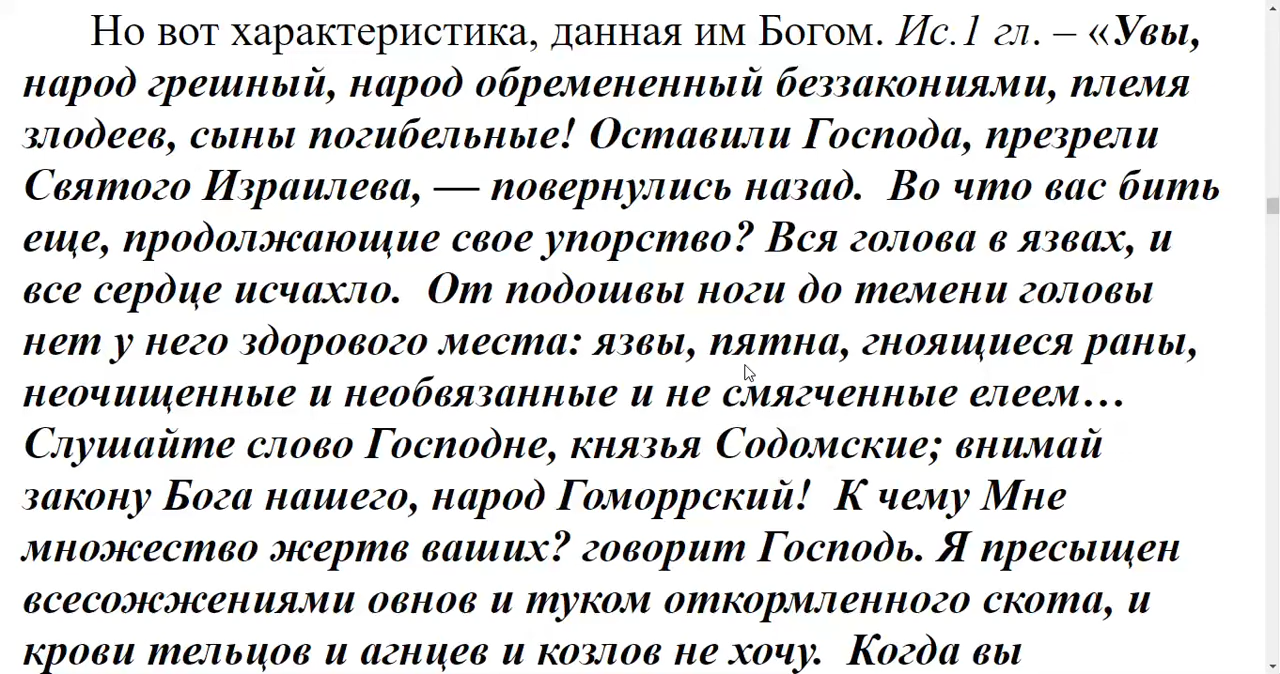 Но вот характеристика, данная им Богом. Ис.1 гл. – «Увы,
народ грешный, народ обремененный беззакониями, племя
злодеев, сыны погибельные! Оставили Господа, презрели
Святого Израилева, — повернулись назад. Во что вас бить
еще, продолжающие свое упорство? Вся голова в язвах, и
все сердце исчахло. От подошвы ноги до темени головы
нет у него здорового места: язвы, пятна, гноящиеся раны,
неочищенные и необвязанные и не смягченные елеем…
Слушайте слово Господне, князья Содомские; внимай
закону Бога нашего, народ Гоморрский! К чему Мне
множество жертв ваших? говорит Господь. Я пресыщен
всесожжениями овнов и туком откормленного скота, и
крови тельцов и агнцев и козлов не хочу. Когда вы